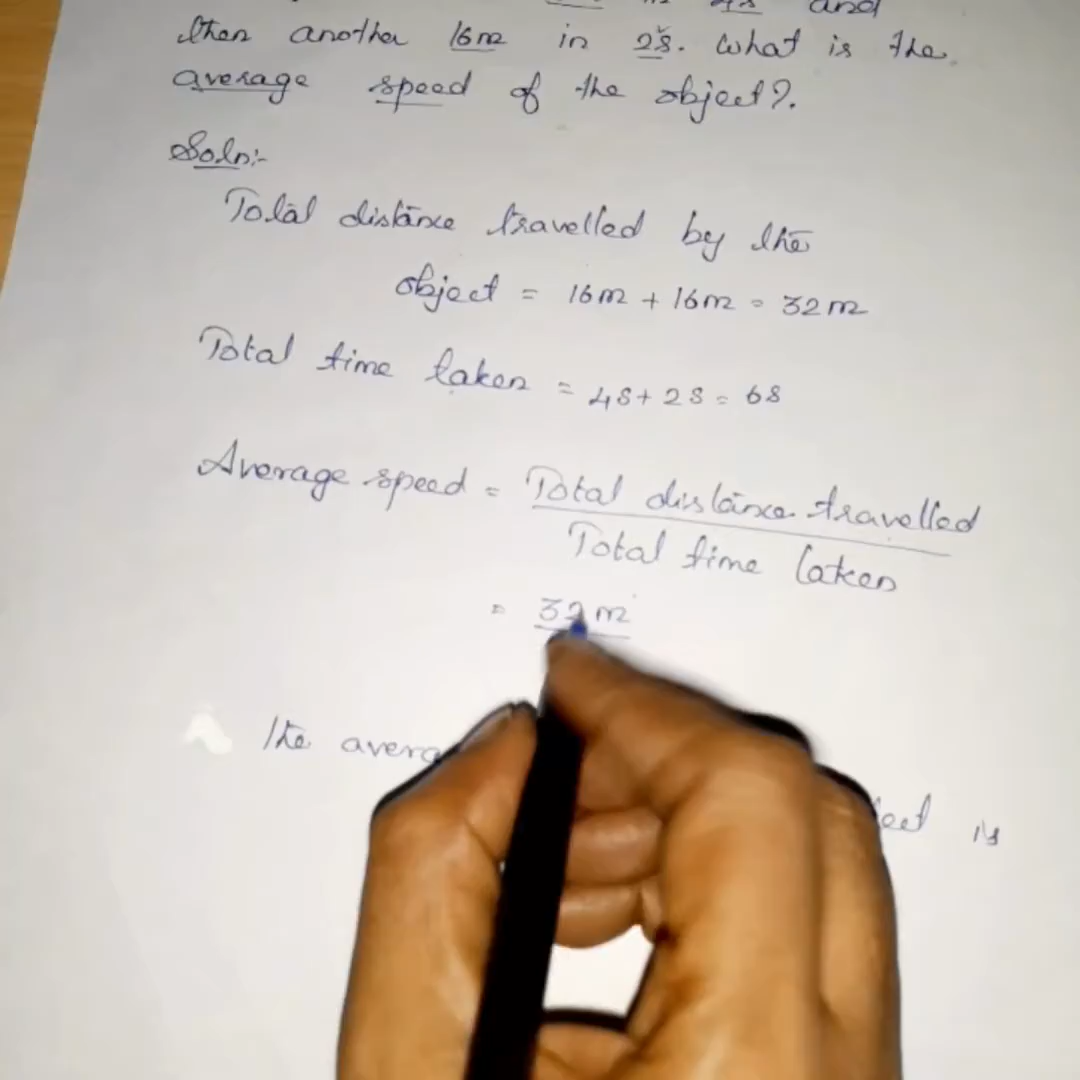 4s and
then another 16m in 2s. What is the
average speed of the object?.
Soln:-
Total distance travelled by the
object = 16m + 16m = 32m
Total time taken = 4s + 2s = 6s
Average speed = Total distance travelled
Total time taken
= 32m
The
is